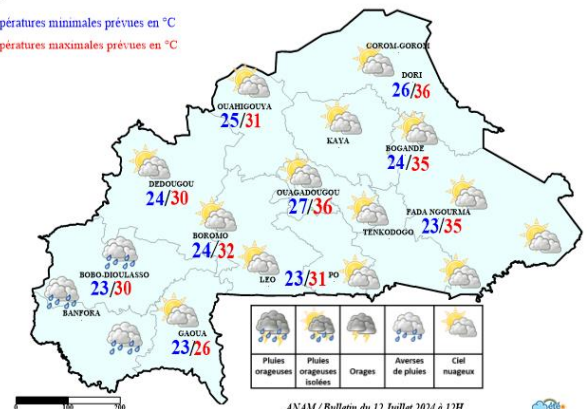 pératures minimales prévues en °C
pératures maximales prévues en °C
GOROM-GOROM
DORI
26/36
OUAHIGOUYA
25/31
KAYA
BOGANDE
24/35
DEDOUGOU
24/30
OUAGADOUGOU
27/36
FADA NGOURMA
23/35
TENKODOGO
BOROMO
24/32
BOBO-DIOULASSO
23/30
LEO
23/31
PO
BANFORA
GAOUA
23/26
Pluies orageuses
Pluies orageuses isolées
Orages
Averses de pluies
Ciel nuageux
100
200
ANAM / Bulletin du 12 Juillet 2024 à 12H